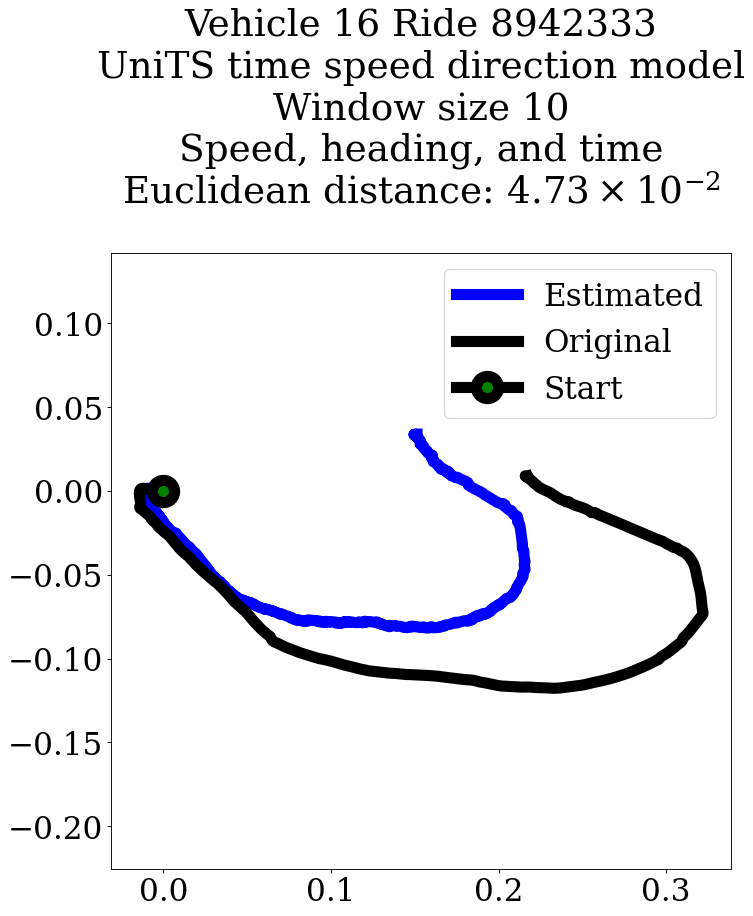 Vehicle 16 Ride 8942333
UniTS time speed direction model
Window size 10
Speed, heading, and time
Euclidean distance: 4.73 × 10⁻²
Estimated
Original
Start
0.10
0.05
0.00
−0.05
−0.10
−0.15
−0.20
0.0 0.1 0.2 0.3